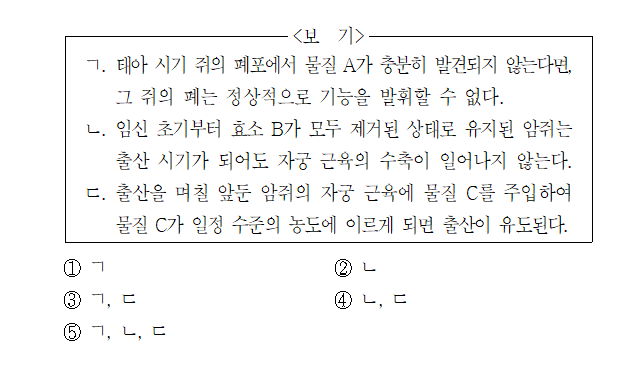 <보 기>
ㄱ. 태아 시기 쥐의 폐포에서 물질 A가 충분히 발견되지 않는다면,
그 쥐의 폐는 정상적으로 기능을 발휘할 수 없다.
ㄴ. 임신 초기부터 효소 B가 모두 제거된 상태로 유지된 암쥐는
출산 시기가 되어도 자궁 근육의 수축이 일어나지 않는다.
ㄷ. 출산을 며칠 앞둔 암쥐의 자궁 근육에 물질 C를 주입하여
물질 C가 일정 수준의 농도에 이르게 되면 출산이 유도된다.
① ㄱ ② ㄴ
③ ㄱ, ㄷ ④ ㄴ, ㄷ
⑤ ㄱ, ㄴ, ㄷ